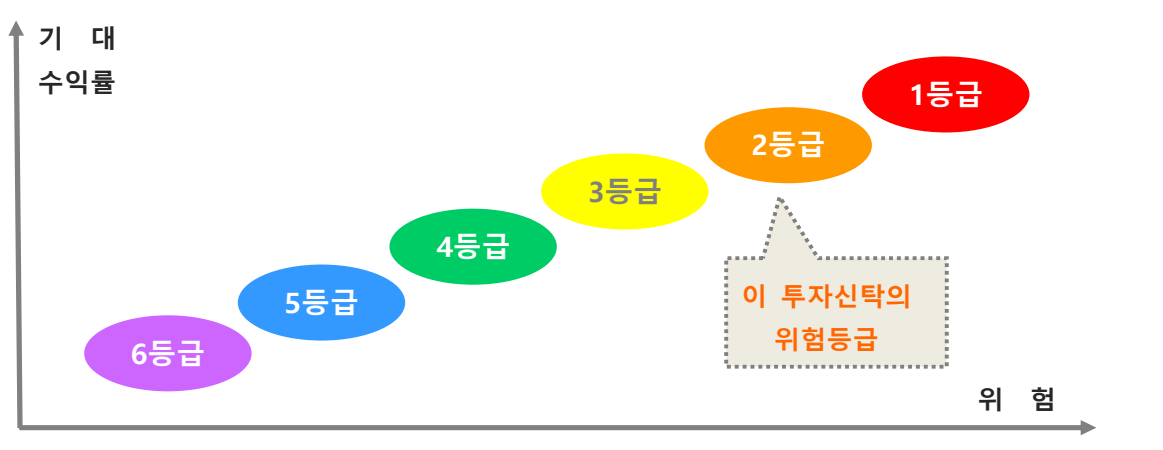 기 대
수익률
1등급
2등급
3등급
4등급
5등급
6등급
이 투자신탁의
위험등급
위 험